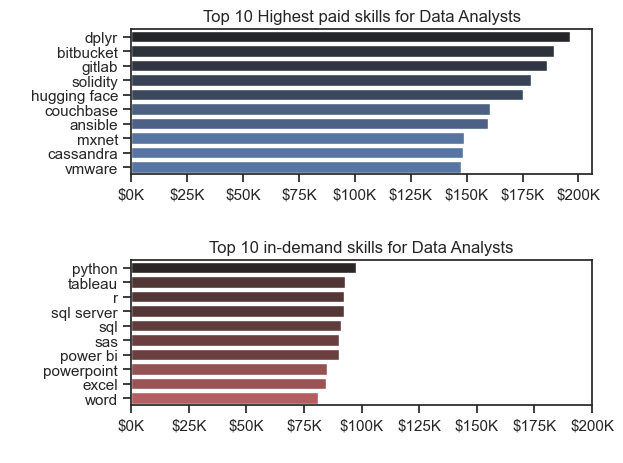 Top 10 Highest paid skills for Data Analysts
dplyr
bitbucket
gitlab
solidity
hugging face
couchbase
ansible
mxnet
cassandra
vmware
$0K $25K $50K $75K $100K $125K $150K $175K $200K
Top 10 in-demand skills for Data Analysts
python
tableau
r
sql server
sql
sas
power bi
powerpoint
excel
word
$0K $25K $50K $75K $100K $125K $150K $175K $200K